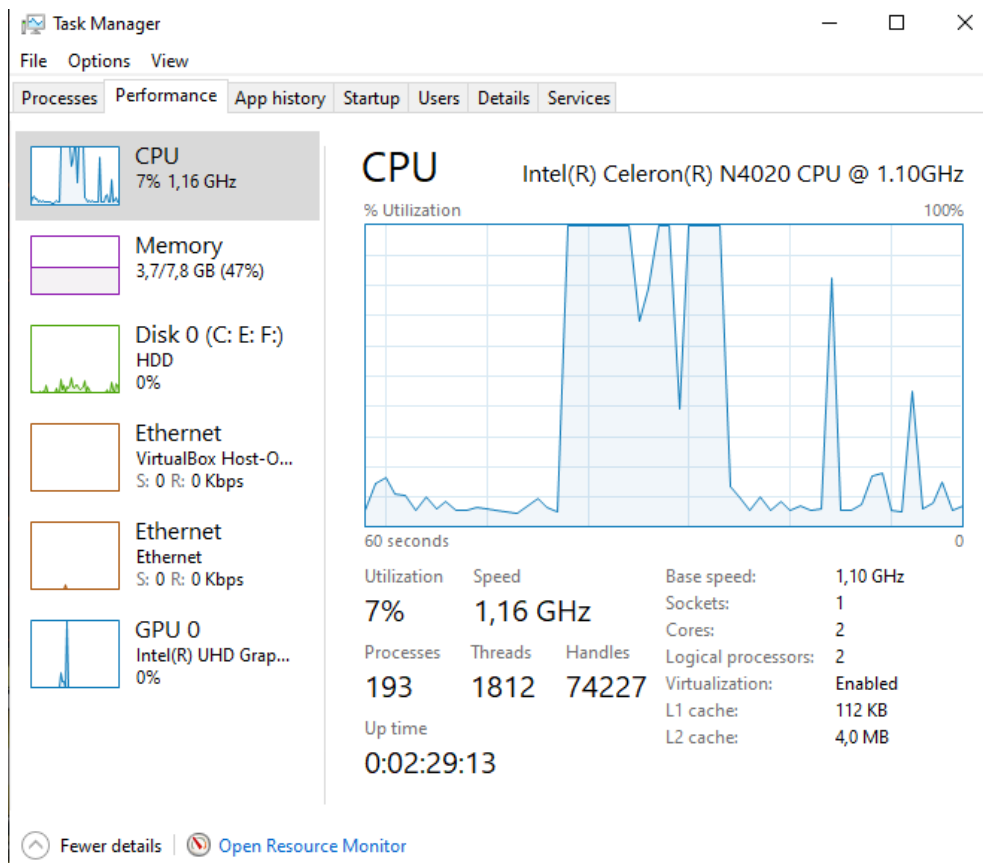 Task Manager
File Options View
Processes Performance App history Startup Users Details Services
CPU
7% 1,16 GHz
Memory
3,7/7,8 GB (47%)
Disk 0 (C: E: F:)
HDD
0%
Ethernet
VirtualBox Host-O...
S: 0 R: 0 Kbps
Ethernet
Ethernet
S: 0 R: 0 Kbps
GPU 0
Intel(R) UHD Grap...
0%
CPU Intel(R) Celeron(R) N4020 CPU @ 1.10GHz
% Utilization 100%
60 seconds 0
Utilization Speed
7% 1,16 GHz
Processes Threads Handles
193 1812 74227
Up time
0:02:29:13
Base speed: 1,10 GHz
Sockets: 1
Cores: 2
Logical processors: 2
Virtualization: Enabled
L1 cache: 112 KB
L2 cache: 4,0 MB
Fewer details Open Resource Monitor